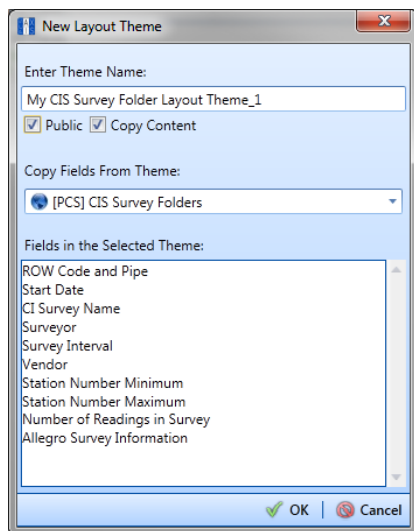 New Layout Theme
Enter Theme Name:
My CIS Survey Folder Layout Theme_1
Public Copy Content
Copy Fields From Theme:
[PCS] CIS Survey Folders
Fields in the Selected Theme:
ROW Code and Pipe
Start Date
CI Survey Name
Surveyor
Survey Interval
Vendor
Station Number Minimum
Station Number Maximum
Number of Readings in Survey
Allegro Survey Information
OK | Cancel